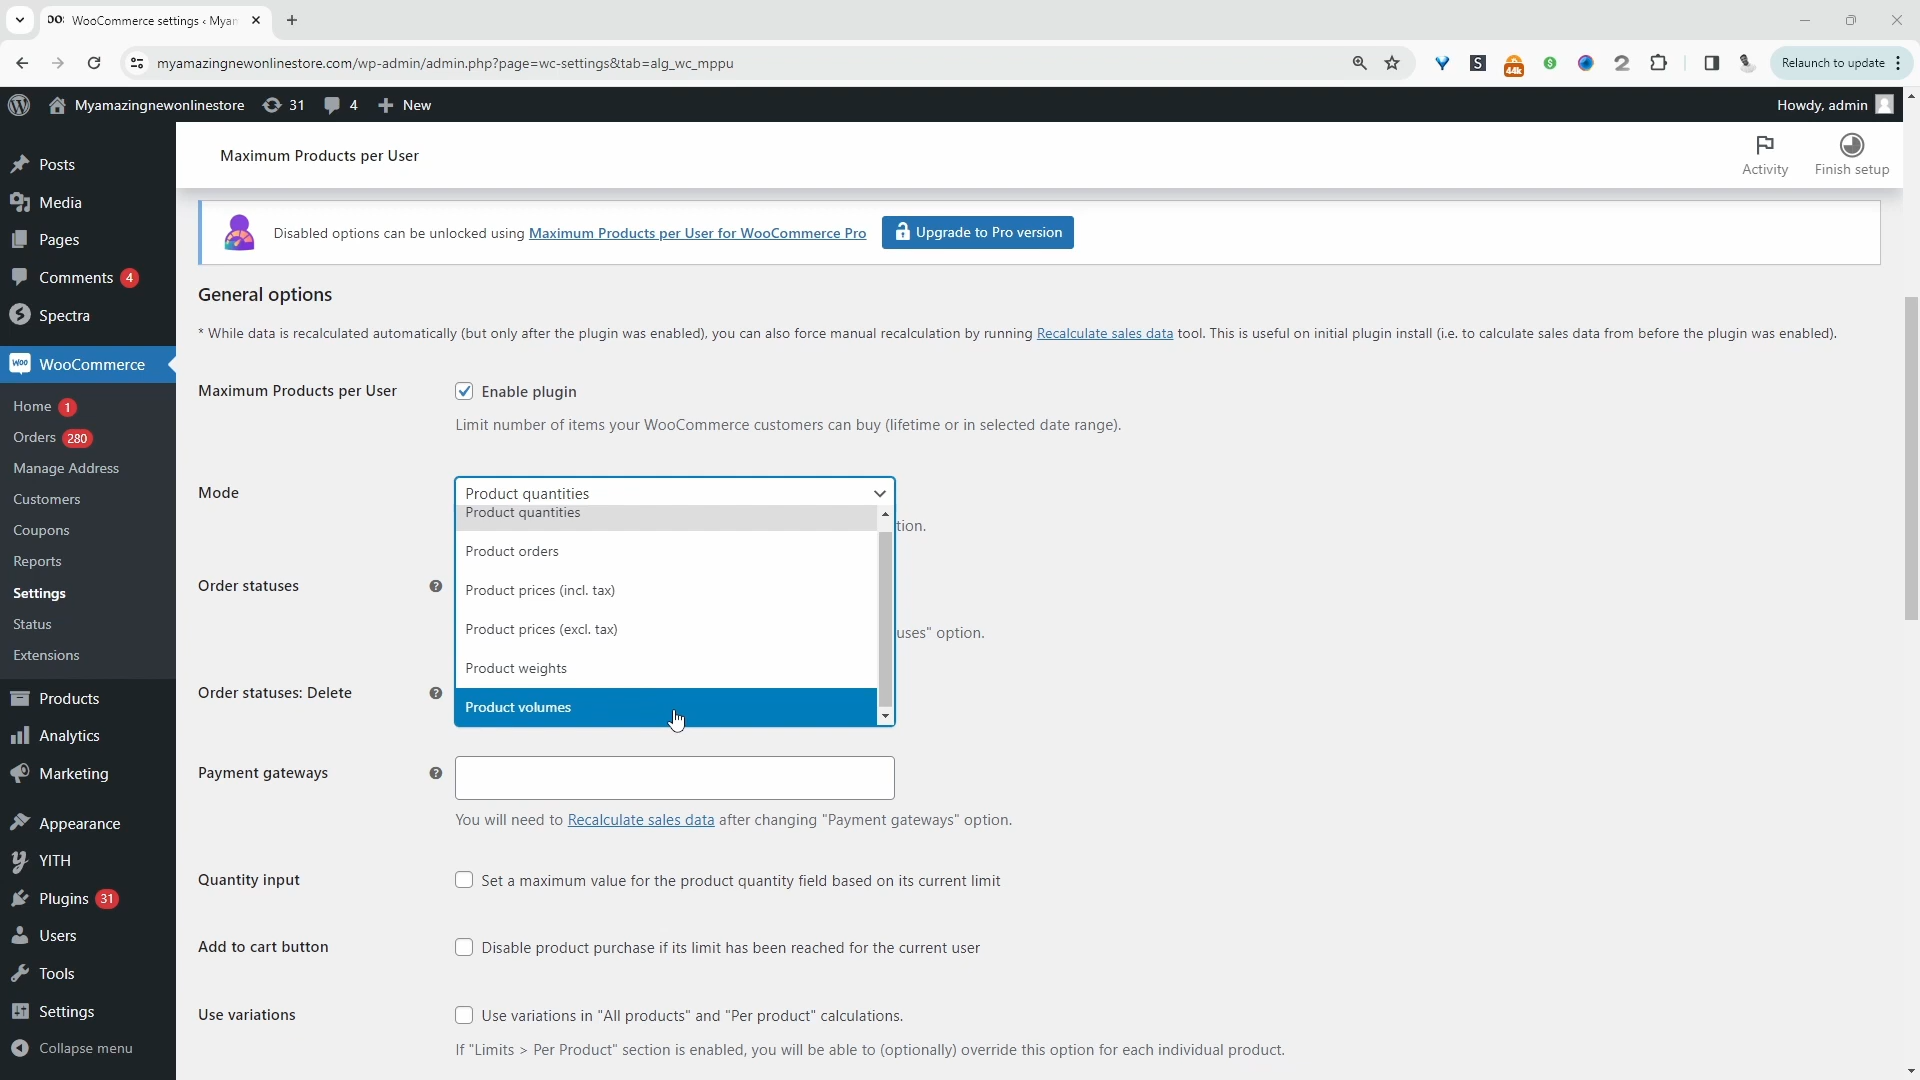 WooCommerce settings ‹ Myan
myamazingnewonlinestore.com/wp-admin/admin.php?page=wc-settings&tab=alg_wc_mppu
44k
Relaunch to update
Myamazingnewonlinestore 31 4 New
Howdy, admin
Maximum Products per User
Activity
Finish setup
Posts
Media
Pages
Comments 4
Spectra
WooCommerce
Home 1
Orders 280
Manage Address
Customers
Coupons
Reports
Settings
Status
Extensions
Products
Analytics
Marketing
Appearance
YITH
Plugins 31
Users
Tools
Settings
Collapse menu
Disabled options can be unlocked using Maximum Products per User for WooCommerce Pro Upgrade to Pro version
General options
* While data is recalculated automatically (but only after the plugin was enabled), you can also force manual recalculation by running Recalculate sales data tool. This is useful on initial plugin install (i.e. to calculate sales data from before the plugin was enabled).
Maximum Products per User
Enable plugin
Limit number of items your WooCommerce customers can buy (lifetime or in selected date range).
Mode
Product quantities
Product quantities
tion.
Product orders
Order statuses
Product prices (incl. tax)
Product prices (excl. tax)
uses" option.
Product weights
Order statuses: Delete
Product volumes
Payment gateways
You will need to Recalculate sales data after changing "Payment gateways" option.
Quantity input
Set a maximum value for the product quantity field based on its current limit
Add to cart button
Disable product purchase if its limit has been reached for the current user
Use variations
Use variations in "All products" and "Per product" calculations.
If "Limits > Per Product" section is enabled, you will be able to (optionally) override this option for each individual product.